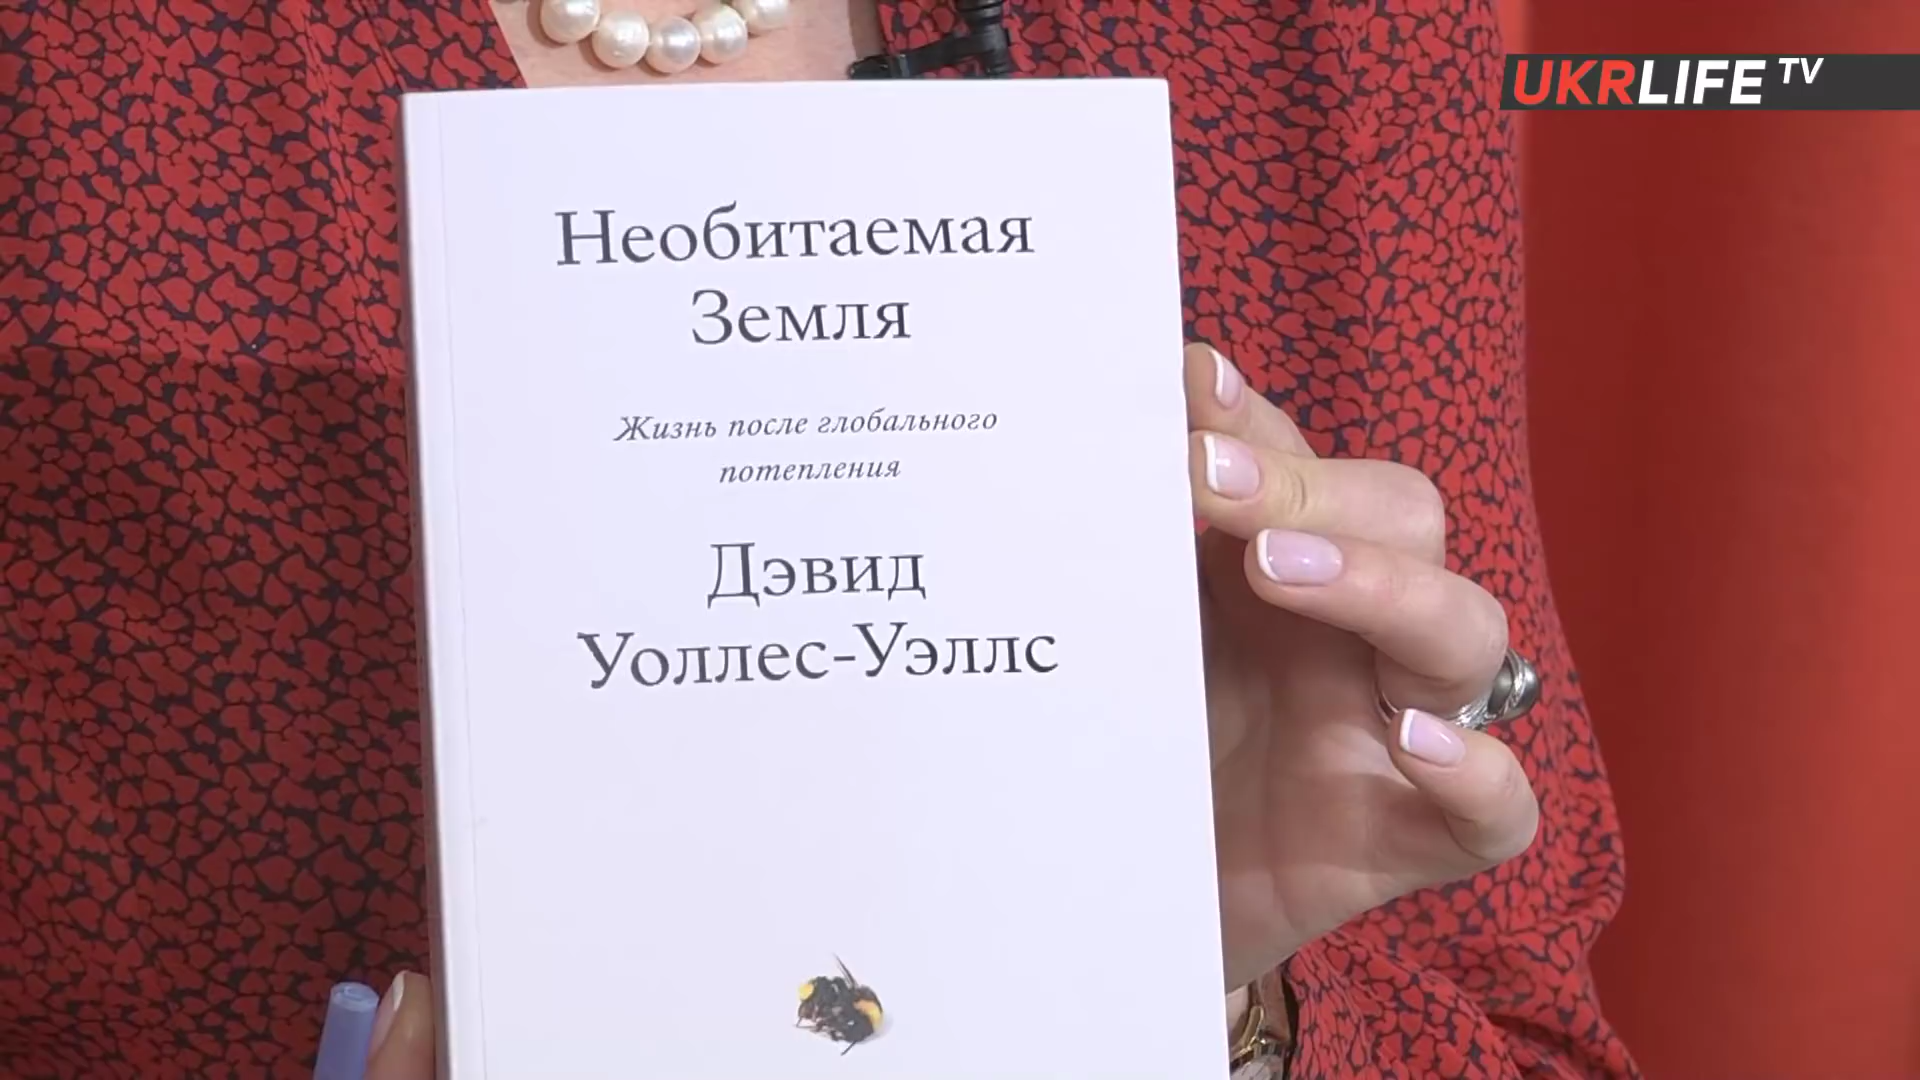 UKRLIFE TV
Необитаемая
Земля
Жизнь после глобального
потепления
Дэвид
Уоллес-Уэллс